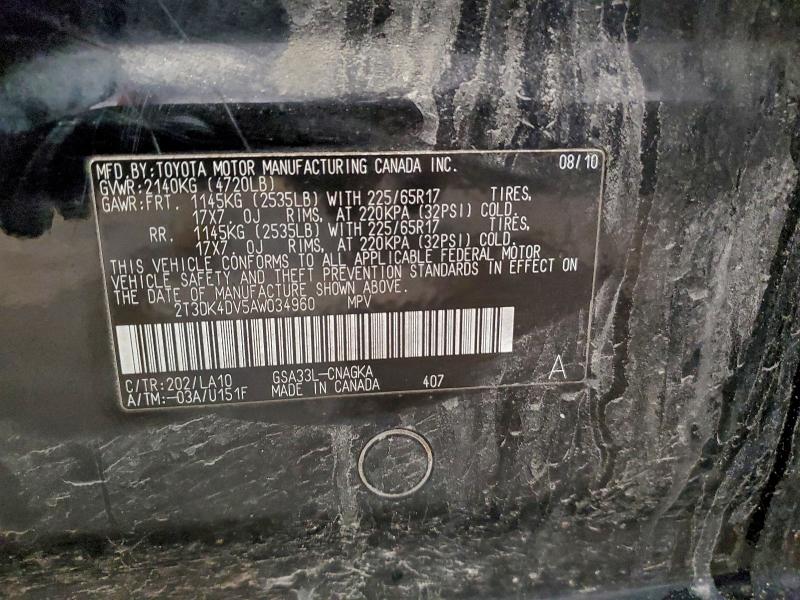 MFD.BY:TOYOTA MOTOR MANUFACTURING CANADA INC. 08/10
GVWR:2140KG (4720LB)
GAWR:FRT. 1145KG (2535LB) WITH 225/65R17 TIRES,
17X7. OJ RIMS, AT 220KPA (32PSI) COLD.
RR. 1145KG (2535LB) WITH 225/65R17 TIRES,
17X7. OJ RIMS, AT 220KPA (32PSI) COLD.
THIS VEHICLE CONFORMS TO ALL APPLICABLE FEDERAL MOTOR
VEHICLE SAFETY AND THEFT PREVENTION STANDARDS IN EFFECT ON
THE DATE OF MANUFACTURE SHOWN ABOVE.
2T3DK4DV5AW034960 MPV
C/TR:202/LA10 GSA33L-CNAGKA A
A/TM:-03A/U151F MADE IN CANADA 407